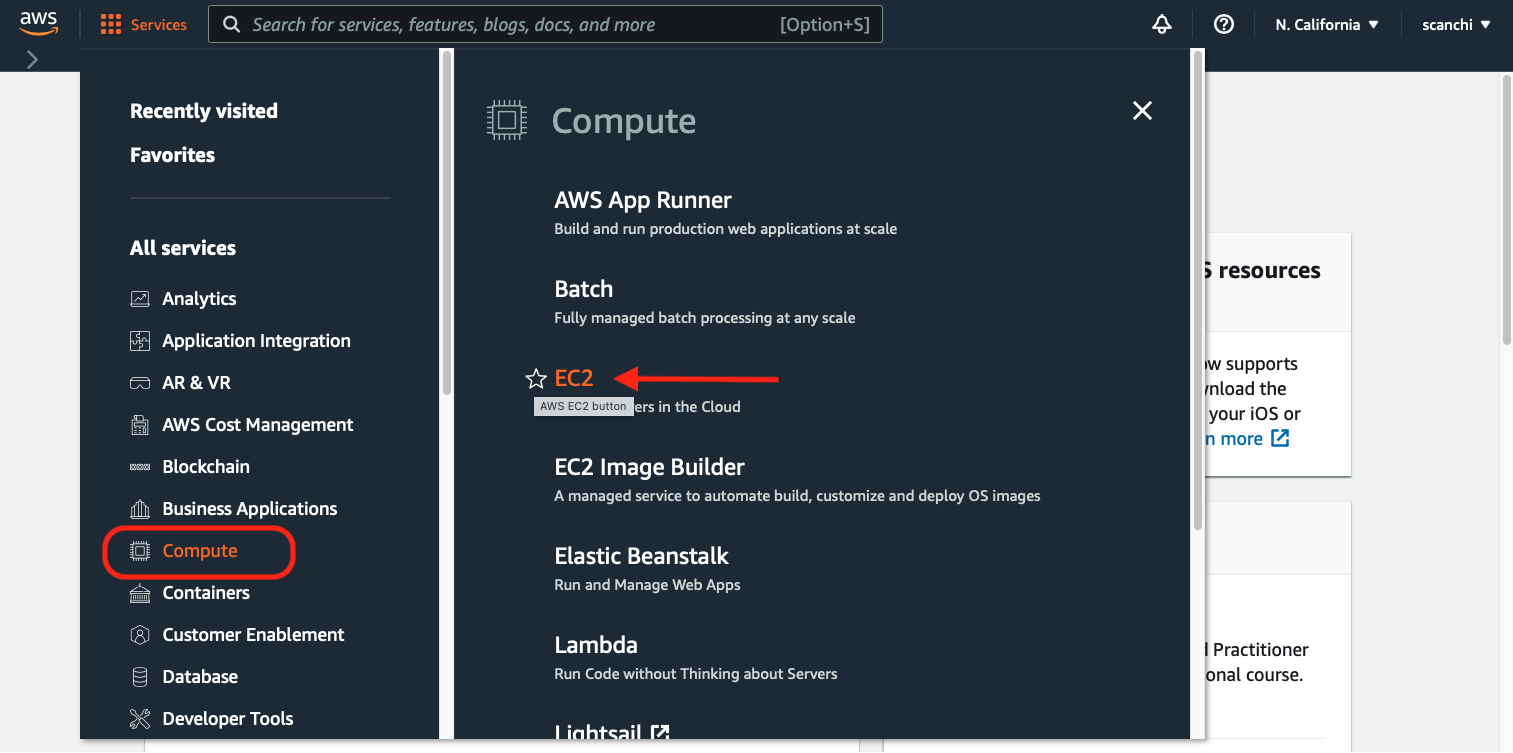 aws
Services
Search for services, features, blogs, docs, and more
[Option+S]
N. California
scanchi
Recently visited
Favorites
All services
Analytics
Application Integration
AR & VR
AWS Cost Management
Blockchain
Business Applications
Compute
Containers
Customer Enablement
Database
Developer Tools
Compute
AWS App Runner
Build and run production web applications at scale
Batch
Fully managed batch processing at any scale
EC2
AWS EC2 button
in the Cloud
EC2 Image Builder
A managed service to automate build, customize and deploy OS images
Elastic Beanstalk
Run and Manage Web Apps
Lambda
Run Code without Thinking about Servers
Lightsail
resources
supports
the
your iOS or
more
Practitioner
course.